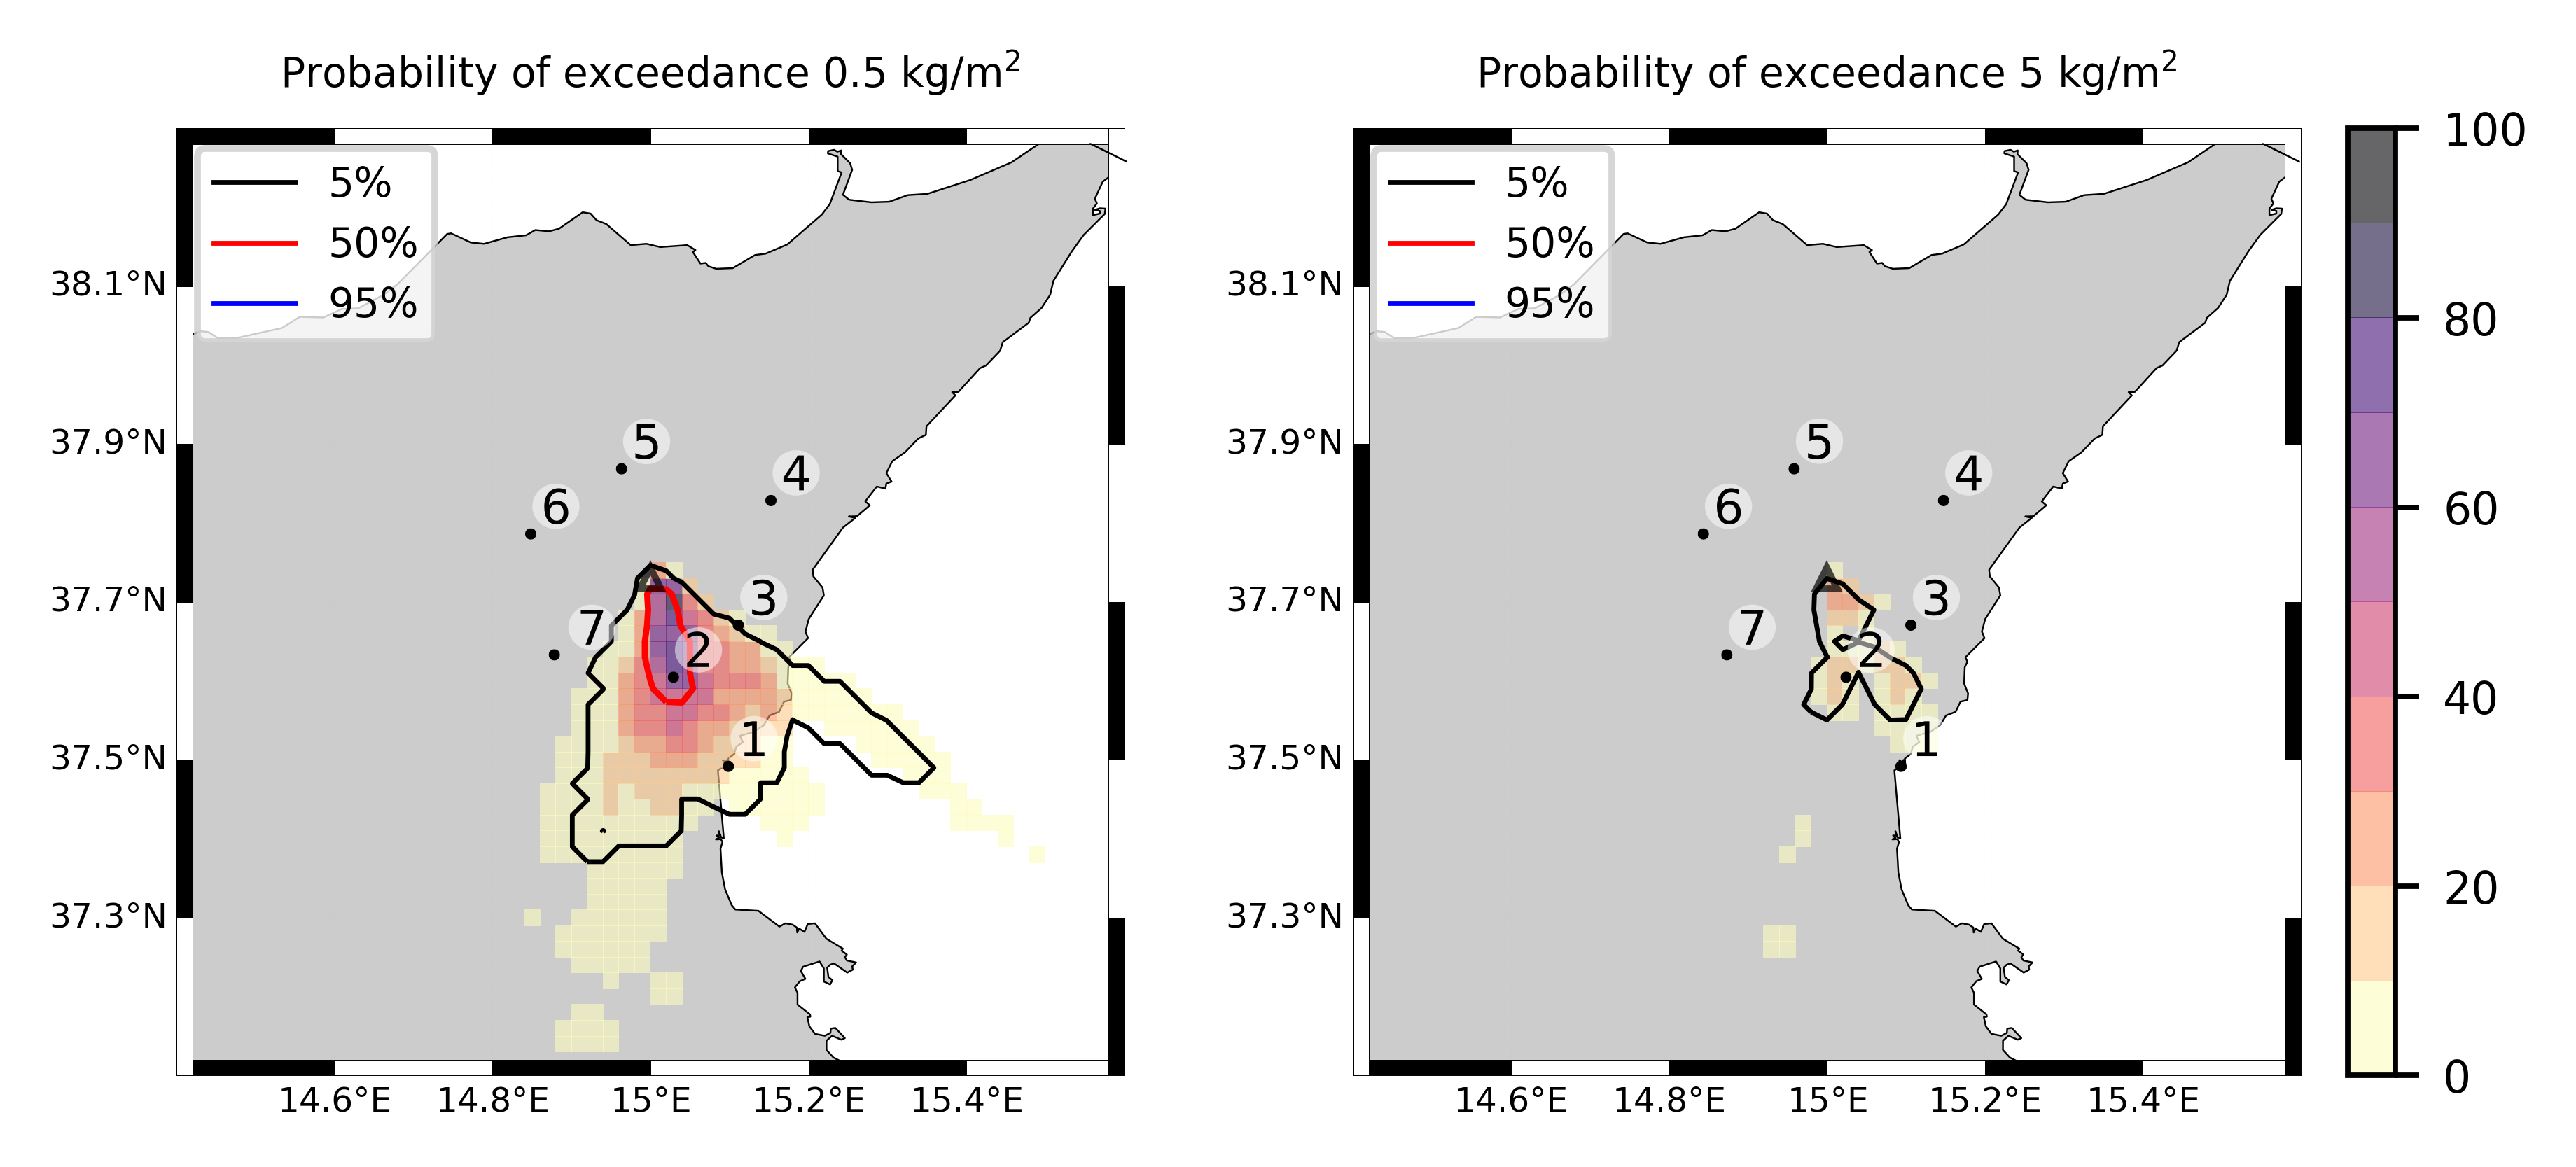 Probability of exceedance 0.5 kg/m²
5%
50%
95%
38.1°N
37.9°N
37.7°N
37.5°N
37.3°N
5
4
6
3
7
2
1
14.6°E
14.8°E
15°E
15.2°E
15.4°E
Probability of exceedance 5 kg/m²
5%
50%
95%
38.1°N
37.9°N
37.7°N
37.5°N
37.3°N
5
4
6
3
7
2
1
14.6°E
14.8°E
15°E
15.2°E
15.4°E
100
80
60
40
20
0